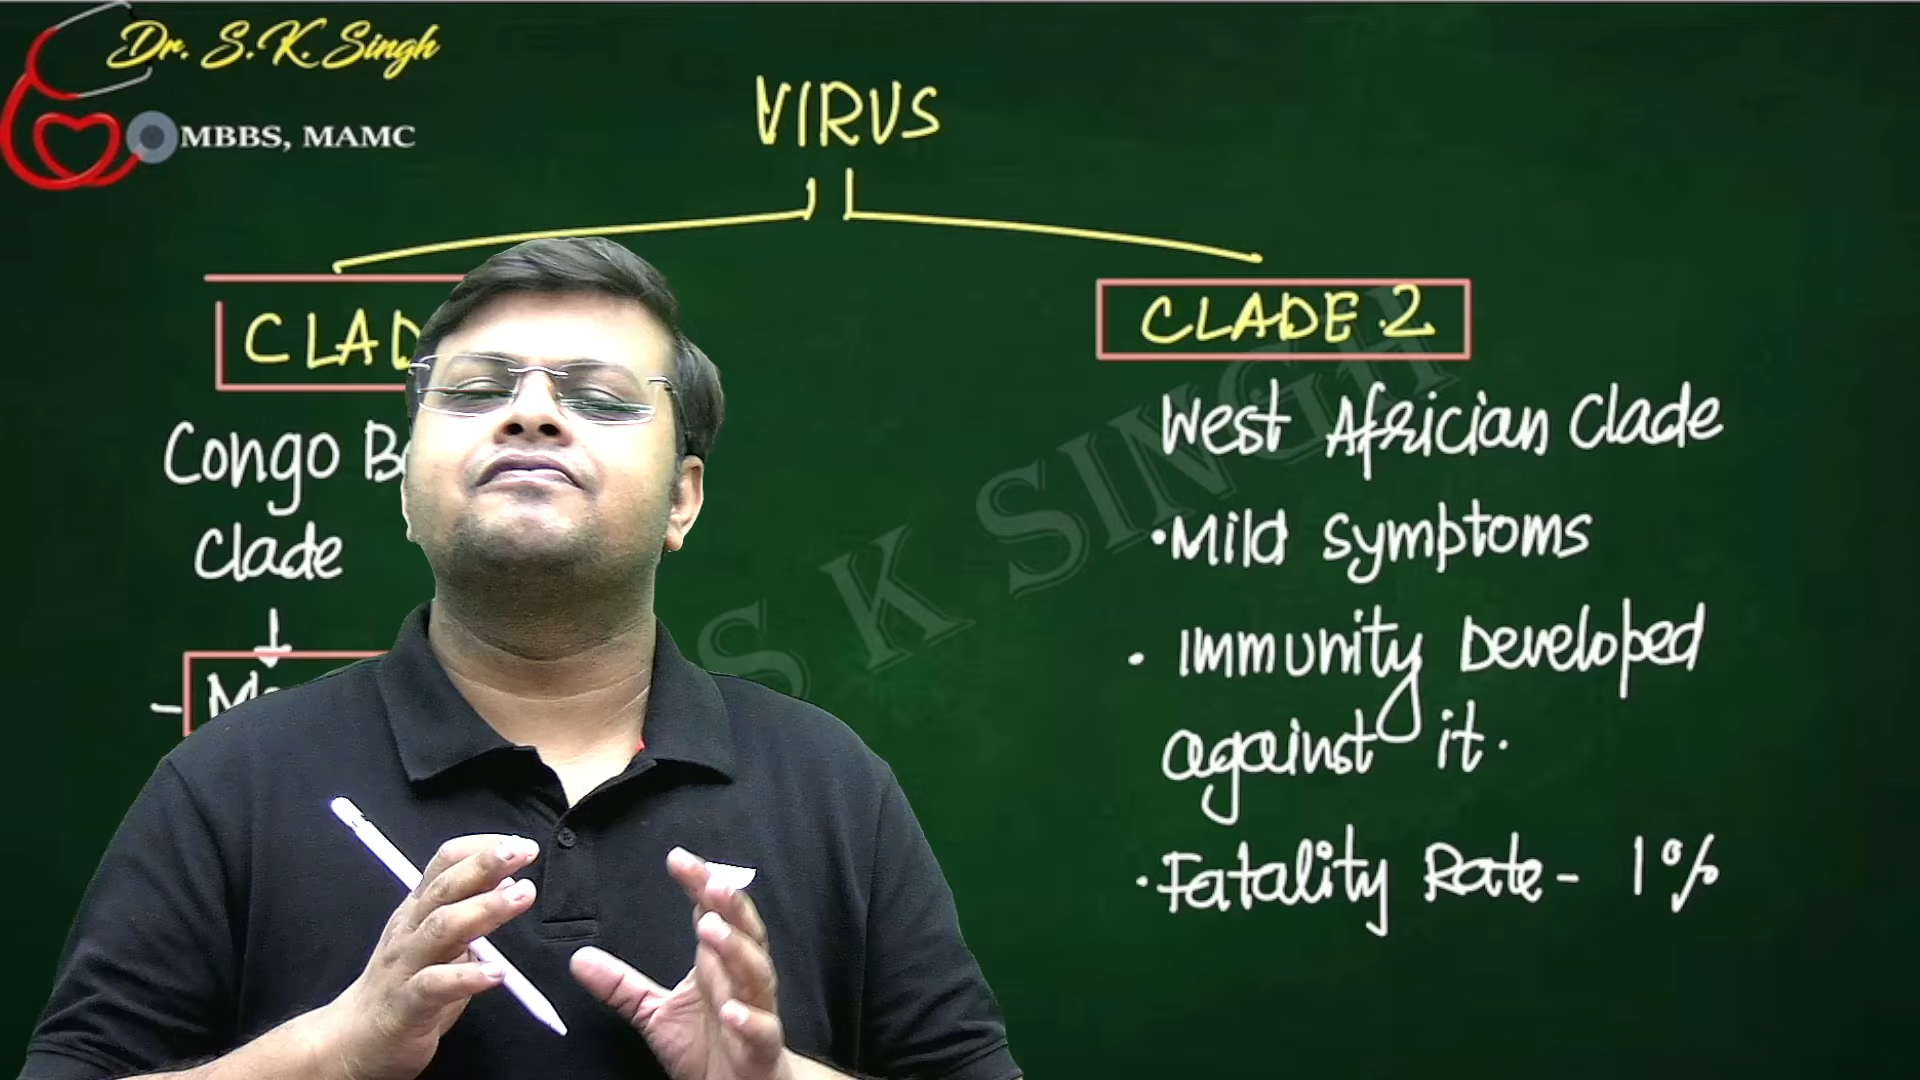 Dr. S. K. Singh
MBBS, MAMC
VIRUS
CLAD
Congo
Clade
CLADE 2
West Africian Clade
• Mild symptoms
• Immunity Developed
against it.
• Fatality Rate - 1%
S K SINGH